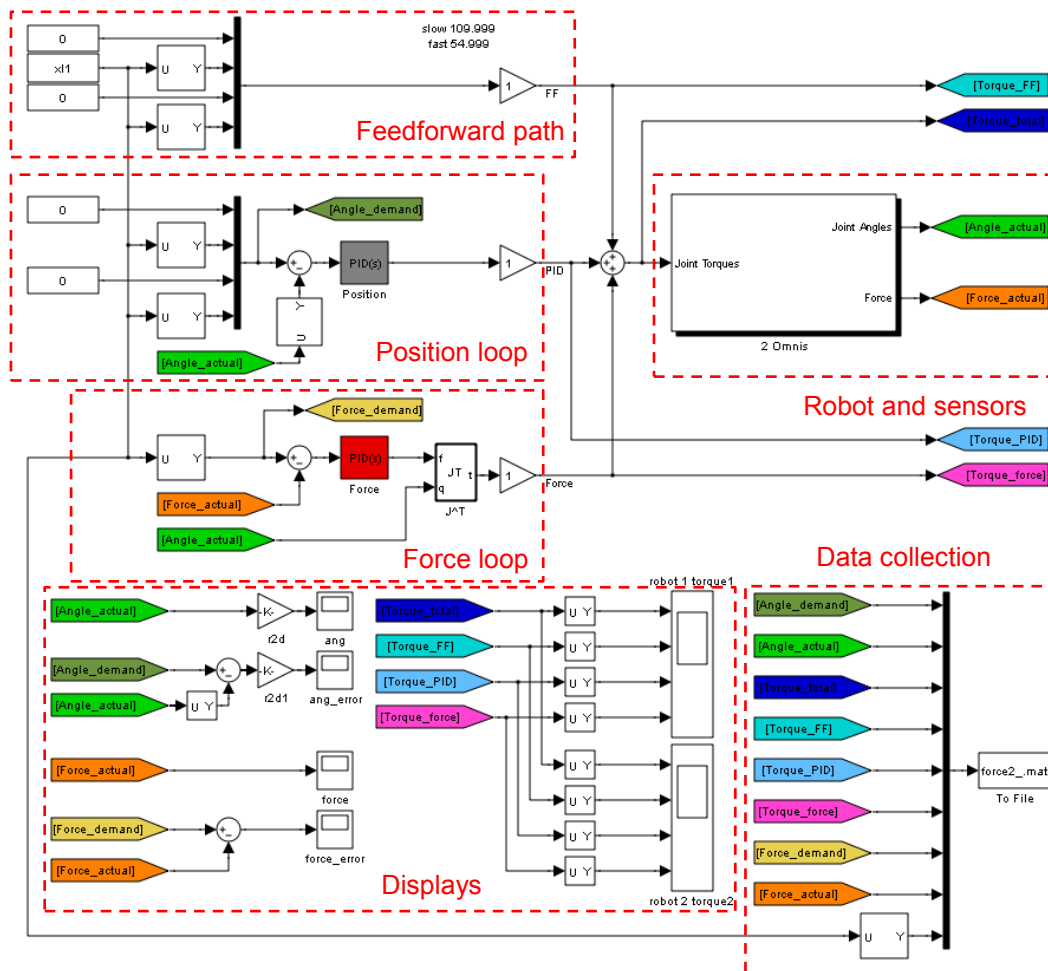 slow 109.999
fast 54.999
0
xl1
0
U Y
U Y
1
FF
Feedforward path
[Torque_FF]
[Torque_total]
0
0
U Y
U Y
[Angle_demand]
PID(s)
Position
U Y
[Angle_actual]
1
PID
Position loop
Joint Torques
Joint Angles
Force
2 Omnis
[Angle_actual]
[Force_actual]
Robot and sensors
[Torque_PID]
[Torque_force]
U Y
[Force_demand]
PID(s)
Force
[Force_actual]
[Angle_actual]
f
q
JT
t
J^T
1
Force
Force loop
[Angle_actual]
-K-
r2d
ang
[Angle_demand]
[Angle_actual]
U Y
-K-
r2d1
ang_error
[Force_actual]
force
[Force_demand]
[Force_actual]
force_error
[Torque_total]
[Torque_FF]
[Torque_PID]
[Torque_force]
U Y
U Y
U Y
U Y
U Y
U Y
U Y
U Y
robot 1 torque1
robot 2 torque2
Displays
Data collection
[Angle_demand]
[Angle_actual]
[Torque_total]
[Torque_FF]
[Torque_PID]
[Torque_force]
[Force_demand]
[Force_actual]
U Y
force2_.mat
To File